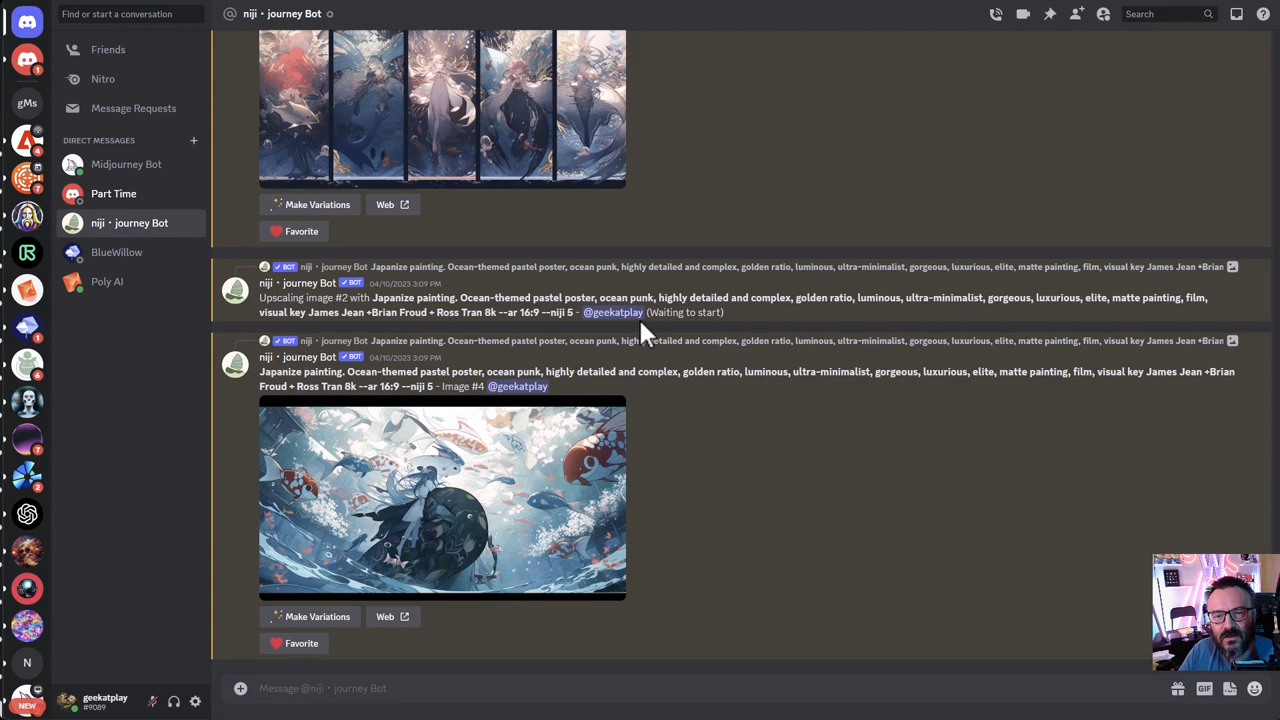 Find or start a conversation
niji・journey Bot
Search
Friends
Nitro
Message Requests
DIRECT MESSAGES
Midjourney Bot
Part Time
niji・journey Bot
BlueWillow
Poly AI
1
gMs
4
7
1
6
7
2
N
NEW
geekatplay
#9089
Make Variations
Web
Favorite
BOT niji・journey Bot Japanize painting. Ocean-themed pastel poster, ocean punk, highly detailed and complex, golden ratio, luminous, ultra-minimalist, gorgeous, luxurious, elite, matte painting, film, visual key James Jean +Brian
niji・journey Bot BOT 04/10/2023 3:09 PM
Upscaling image #2 with Japanize painting. Ocean-themed pastel poster, ocean punk, highly detailed and complex, golden ratio, luminous, ultra-minimalist, gorgeous, luxurious, elite, matte painting, film,
visual key James Jean +Brian Froud + Ross Tran 8k --ar 16:9 --niji 5 - @geekatplay (Waiting to start)
BOT niji・journey Bot Japanize painting. Ocean-themed pastel poster, ocean punk, highly detailed and complex, golden ratio, luminous, ultra-minimalist, gorgeous, luxurious, elite, matte painting, film, visual key James Jean +Brian
niji・journey Bot BOT 04/10/2023 3:09 PM
Japanize painting. Ocean-themed pastel poster, ocean punk, highly detailed and complex, golden ratio, luminous, ultra-minimalist, gorgeous, luxurious, elite, matte painting, film, visual key James Jean +Brian
Froud + Ross Tran 8k --ar 16:9 --niji 5 - Image #4 @geekatplay
Make Variations
Web
Favorite
Message @niji・journey Bot
GIF